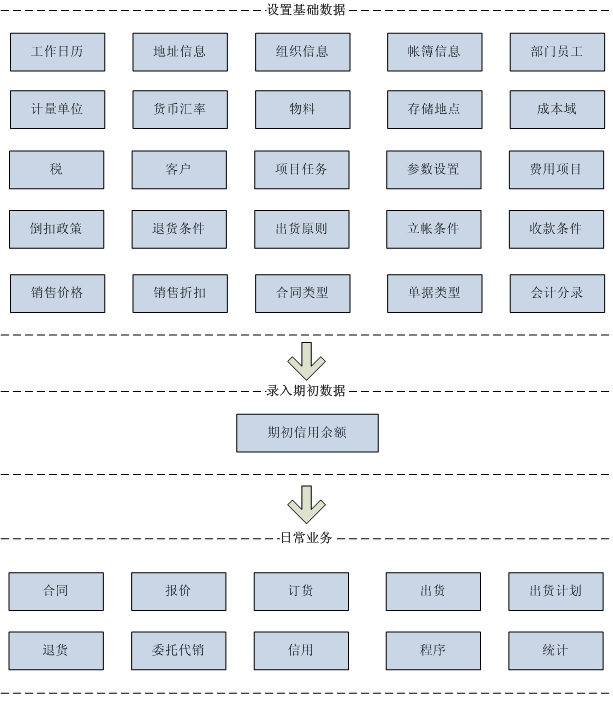 设置基础数据
工作日历 地址信息 组织信息 帐簿信息 部门员工
计量单位 货币汇率 物料 存储地点 成本域
税 客户 项目任务 参数设置 费用项目
倒扣政策 退货条件 出货原则 立帐条件 收款条件
销售价格 销售折扣 合同类型 单据类型 会计分录
录入期初数据
期初信用余额
日常业务
合同 报价 订货 出货 出货计划
退货 委托代销 信用 程序 统计